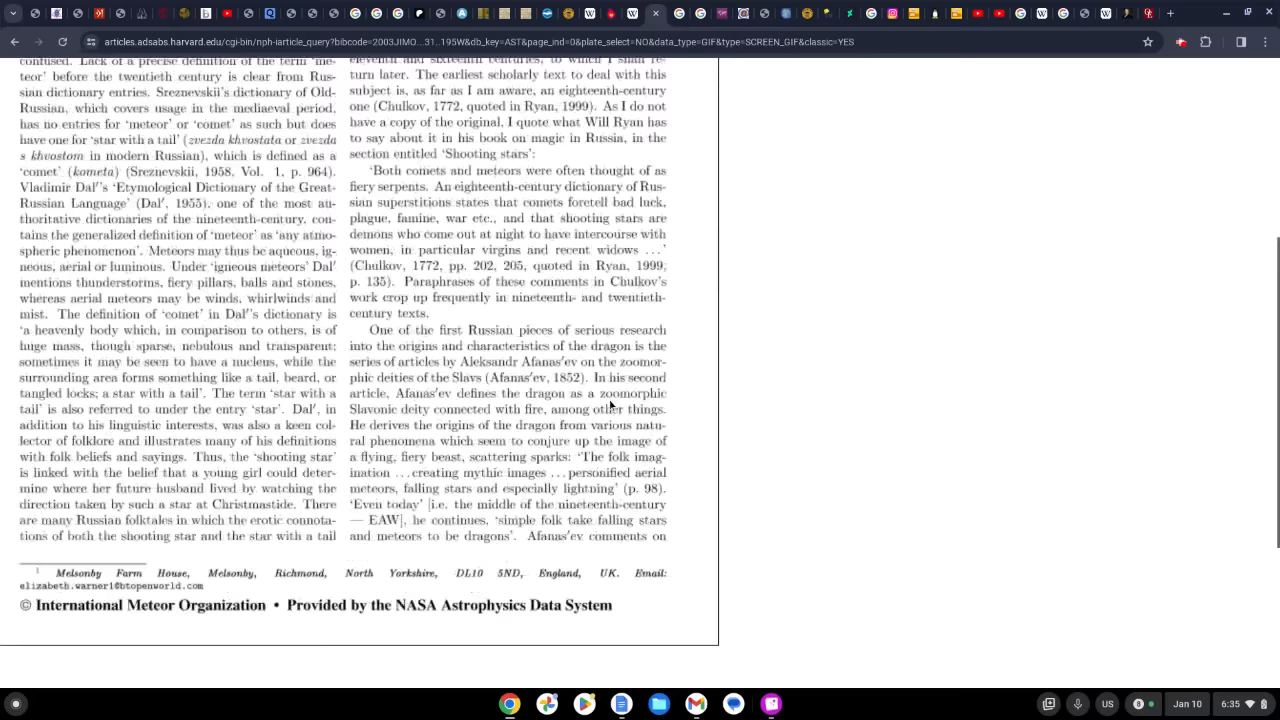 articles.adsabs.harvard.edu/cgi-bin/nph-iarticle_query?bibcode=2003JIMO...31..195W&db_key=AST&page_ind=0&plate_select=NO&data_type=GIF&type=SCREEN_GIF&classic=YES
confused. Lack of a precise definition of the term 'me-
teor' before the twentieth century is clear from Rus-
sian dictionary entries. Sreznevskii's dictionary of Old-
Russian, which covers usage in the mediaeval period,
has no entries for 'meteor' or 'comet' as such but does
have one for 'star with a tail' (zvezda khvostata or zvezda
s khvostom in modern Russian), which is defined as a
'comet' (kometa) (Sreznevskii, 1958, Vol. 1, p. 964).
Vladimir Dal′'s 'Etymological Dictionary of the Great-
Russian Language' (Dal′, 1955), one of the most au-
thoritative dictionaries of the nineteenth-century, con-
tains the generalized definition of 'meteor' as 'any atmo-
spheric phenomenon'. Meteors may thus be aqueous, ig-
neous, aerial or luminous. Under 'igneous meteors' Dal′
mentions thunderstorms, fiery pillars, balls and stones,
whereas aerial meteors may be winds, whirlwinds and
mist. The definition of 'comet' in Dal′'s dictionary is
'a heavenly body which, in comparison to others, is of
huge mass, though sparse, nebulous and transparent;
sometimes it may be seen to have a nucleus, while the
surrounding area forms something like a tail, beard, or
tangled locks; a star with a tail'. The term 'star with a
tail' is also referred to under the entry 'star'. Dal′, in
addition to his linguistic interests, was also a keen col-
lector of folklore and illustrates many of his definitions
with folk beliefs and sayings. Thus, the 'shooting star'
is linked with the belief that a young girl could deter-
mine where her future husband lived by watching the
direction taken by such a star at Christmastide. There
are many Russian folktales in which the erotic connota-
tions of both the shooting star and the star with a tail
eleventh and sixteenth centuries, to which I shall re-
turn later. The earliest scholarly text to deal with this
subject is, as far as I am aware, an eighteenth-century
one (Chulkov, 1772, quoted in Ryan, 1999). As I do not
have a copy of the original, I quote what Will Ryan has
to say about it in his book on magic in Russia, in the
section entitled 'Shooting stars':
'Both comets and meteors were often thought of as
fiery serpents. An eighteenth-century dictionary of Rus-
sian superstitions states that comets foretell bad luck,
plague, famine, war etc., and that shooting stars are
demons who come out at night to have intercourse with
women, in particular virgins and recent widows ...'
(Chulkov, 1772, pp. 202, 205, quoted in Ryan, 1999;
p. 135). Paraphrases of these comments in Chulkov's
work crop up frequently in nineteenth- and twentieth-
century texts.
One of the first Russian pieces of serious research
into the origins and characteristics of the dragon is the
series of articles by Aleksandr Afanas′ev on the zoomor-
phic deities of the Slavs (Afanas′ev, 1852). In his second
article, Afanas′ev defines the dragon as a zoomorphic
Slavonic deity connected with fire, among other things.
He derives the origins of the dragon from various natu-
ral phenomena which seem to conjure up the image of
a flying, fiery beast, scattering sparks: 'The folk imag-
ination ... creating mythic images ... personified aerial
meteors, falling stars and especially lightning' (p. 98).
'Even today' [i.e. the middle of the nineteenth-century
— EAW], he continues, 'simple folk take falling stars
and meteors to be dragons'. Afanas′ev comments on
1 Melsonby Farm House, Melsonby, Richmond, North Yorkshire, DL10 5ND, England, UK. Email:
elizabeth.warner1@btopenworld.com
© International Meteor Organization • Provided by the NASA Astrophysics Data System
US
8
Jan 10
6:35